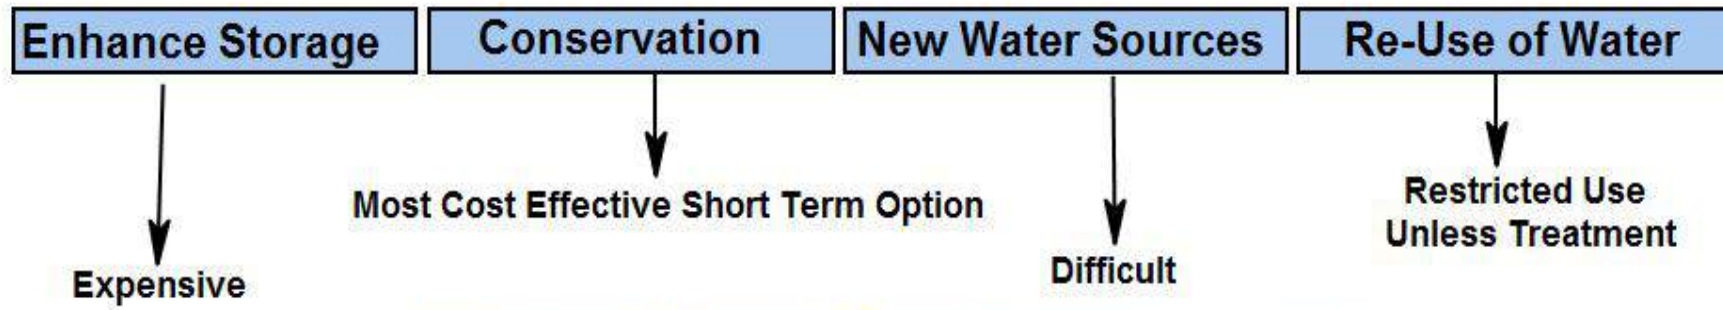 Enhance Storage
Conservation
New Water Sources
Re-Use of Water
Most Cost Effective Short Term Option
Restricted Use
Unless Treatment
Difficult
Expensive